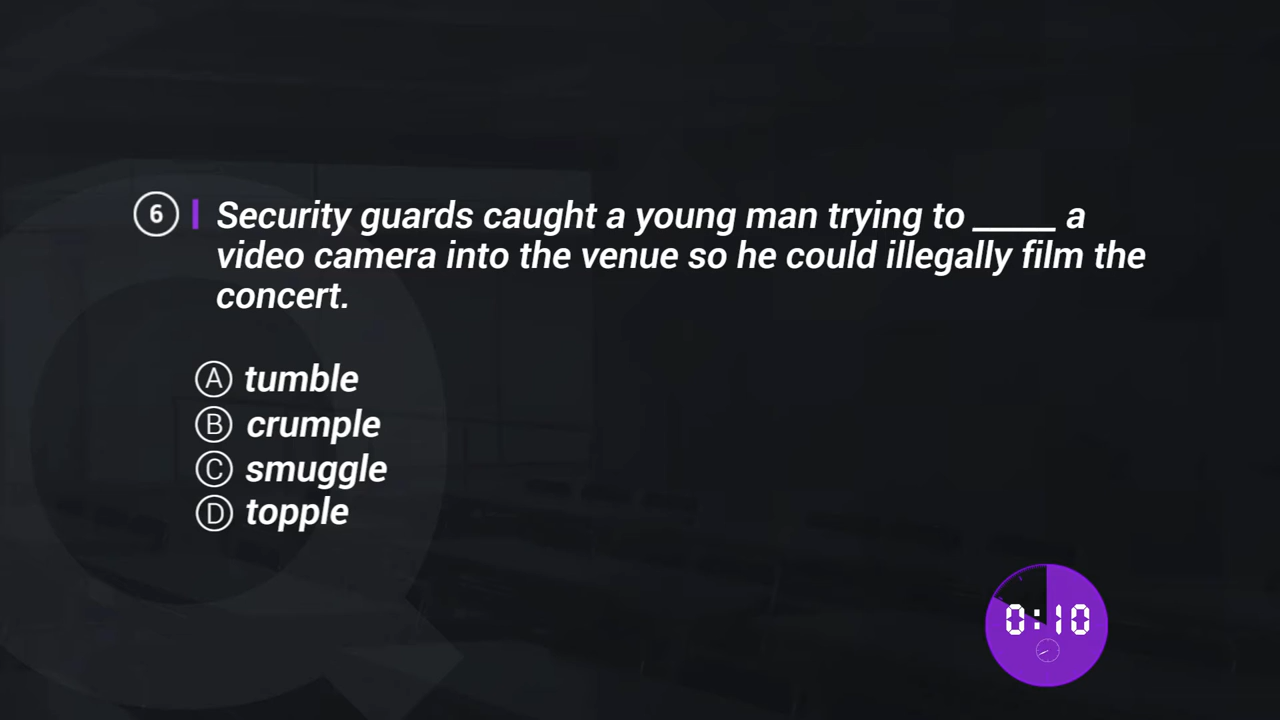 6 Security guards caught a young man trying to _____ a
video camera into the venue so he could illegally film the
concert.
A tumble
B crumple
C smuggle
D topple
0:10